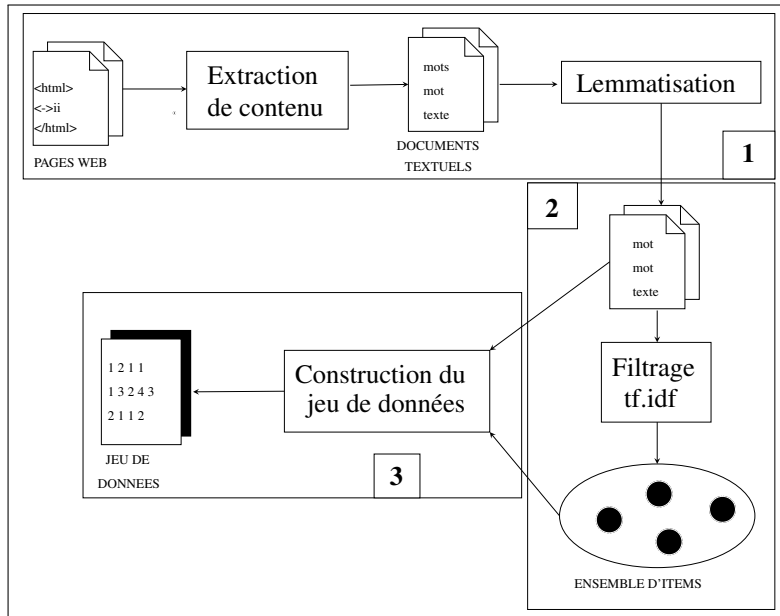 <html>
<->ii
</html>
PAGES WEB
Extraction
de contenu
mots
mot
texte
DOCUMENTS
TEXTUELS
Lemmatisation
1
2
mot
mot
texte
Filtrage
tf.idf
ENSEMBLE D'ITEMS
Construction du
jeu de données
3
1 2 1 1
1 3 2 4 3
2 1 1 2
JEU DE
DONNEES